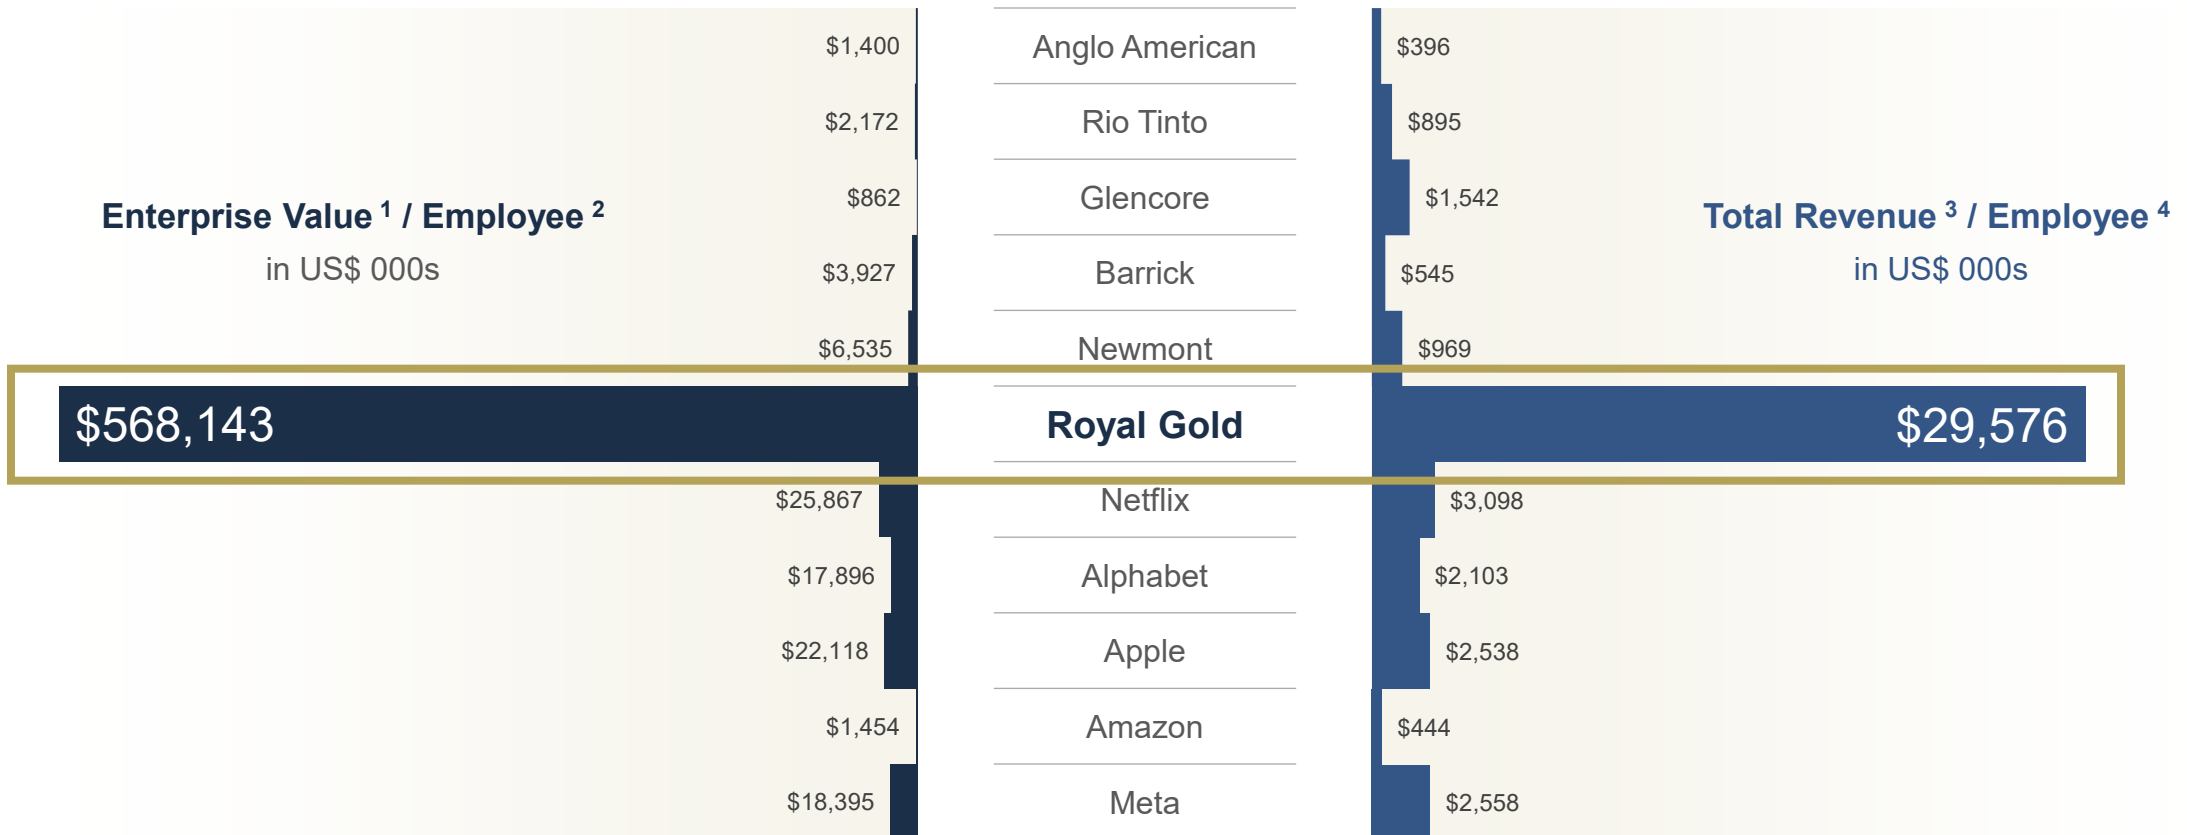 $1,400 Anglo American $396
$2,172 Rio Tinto $895
$862 Glencore $1,542
Enterprise Value 1 / Employee 2
in US$ 000s
Total Revenue 3 / Employee 4
in US$ 000s
$3,927 Barrick $545
$6,535 Newmont $969
$568,143 Royal Gold $29,576
$25,867 Netflix $3,098
$17,896 Alphabet $2,103
$22,118 Apple $2,538
$1,454 Amazon $444
$18,395 Meta $2,558